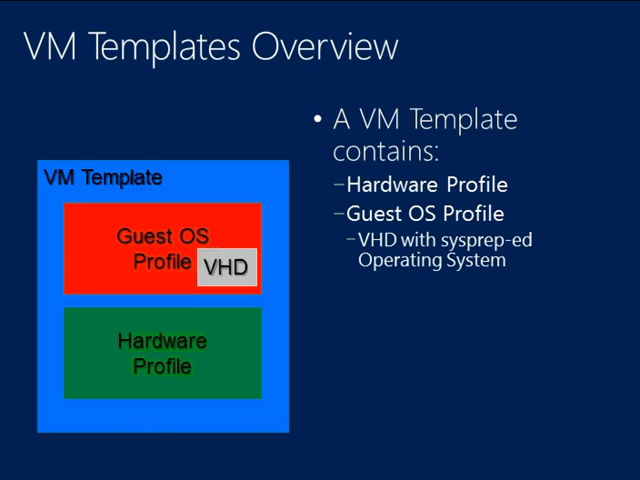 VM Templates Overview
• A VM Template
contains:
–Hardware Profile
–Guest OS Profile
–VHD with sysprep-ed
Operating System
VM Template
Guest OS
Profile
VHD
Hardware
Profile